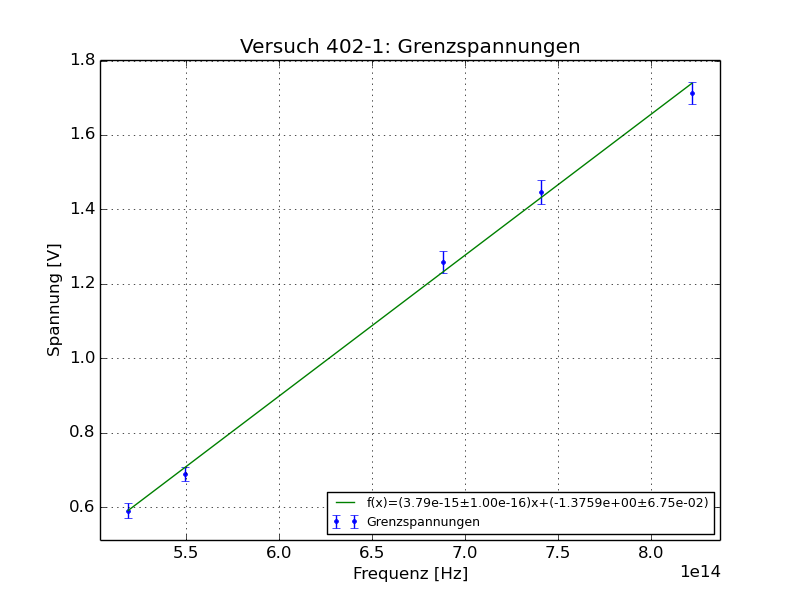 Versuch 402-1: Grenzspannungen
1.8
1.6
1.4
1.2
1.0
0.8
0.6
Spannung [V]
f(x)=(3.79e-15±1.00e-16)x+(-1.3759e+00±6.75e-02)
Grenzspannungen
5.5 6.0 6.5 7.0 7.5 8.0
1e14
Frequenz [Hz]